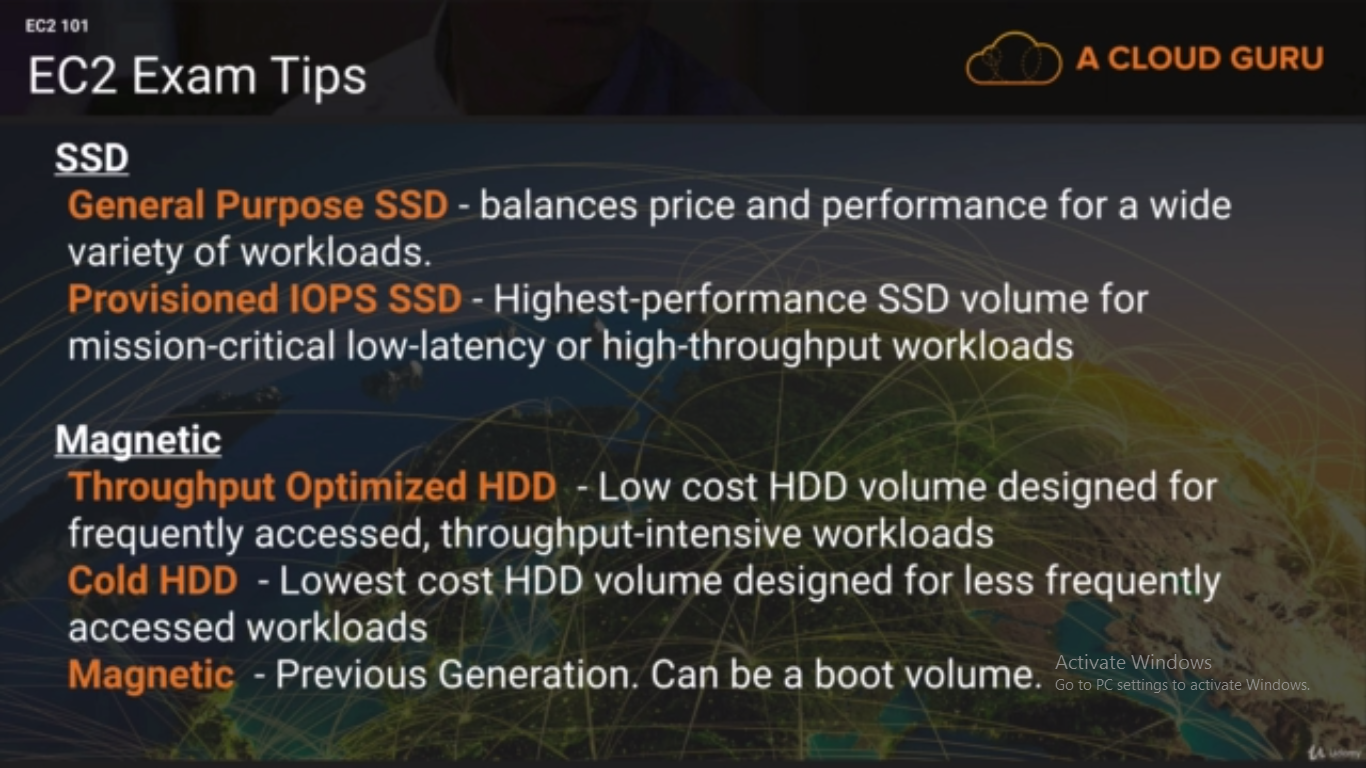 EC2 101
EC2 Exam Tips
A CLOUD GURU
SSD
General Purpose SSD - balances price and performance for a wide
variety of workloads.
Provisioned IOPS SSD - Highest-performance SSD volume for
mission-critical low-latency or high-throughput workloads
Magnetic
Throughput Optimized HDD - Low cost HDD volume designed for
frequently accessed, throughput-intensive workloads
Cold HDD - Lowest cost HDD volume designed for less frequently
accessed workloads
Magnetic - Previous Generation. Can be a boot volume.
Activate Windows
Go to PC settings to activate Windows.
Udemy